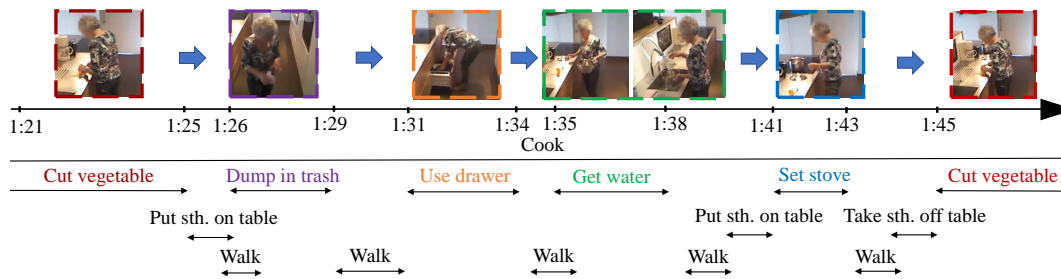 1:21 1:25 1:26 1:29 1:31 1:34 1:35 1:38 1:41 1:43 1:45
Cook
Cut vegetable Dump in trash Use drawer Get water Set stove Cut vegetable
Put sth. on table Put sth. on table Take sth. off table
Walk Walk Walk Walk Walk